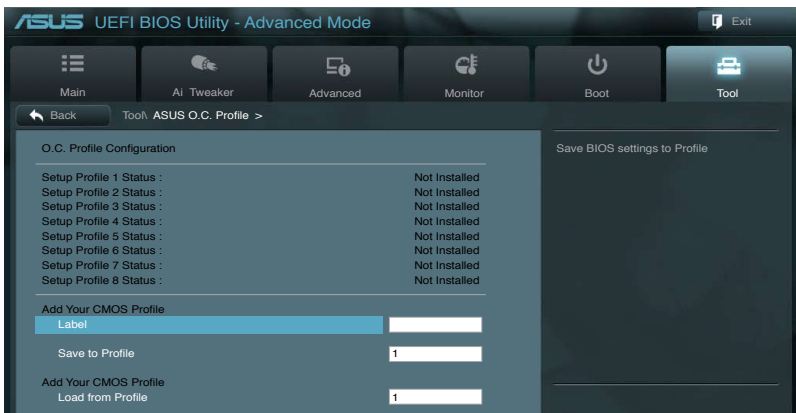 ASUS UEFI BIOS Utility - Advanced Mode
Exit
Main
Ai Tweaker
Advanced
Monitor
Boot
Tool
Back
Tool\ ASUS O.C. Profile >
O.C. Profile Configuration
Save BIOS settings to Profile
Setup Profile 1 Status : Not Installed
Setup Profile 2 Status : Not Installed
Setup Profile 3 Status : Not Installed
Setup Profile 4 Status : Not Installed
Setup Profile 5 Status : Not Installed
Setup Profile 6 Status : Not Installed
Setup Profile 7 Status : Not Installed
Setup Profile 8 Status : Not Installed
Add Your CMOS Profile
Label
Save to Profile 1
Add Your CMOS Profile
Load from Profile 1